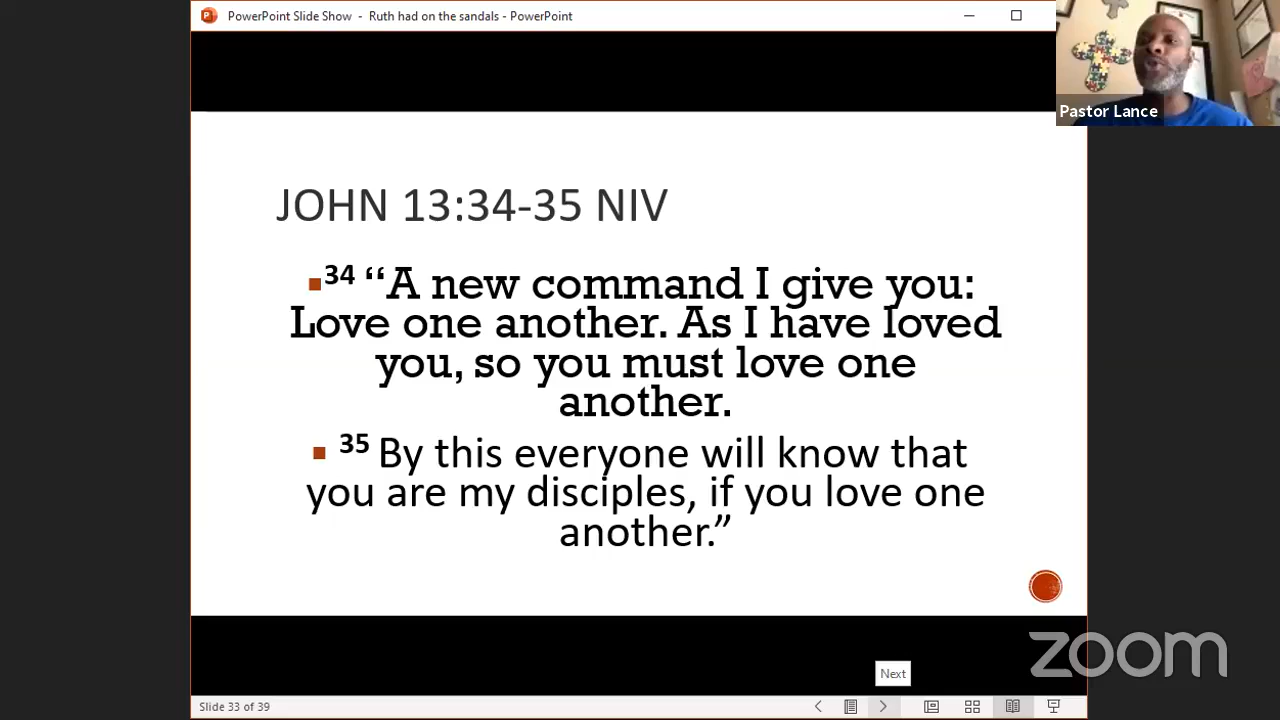 PowerPoint Slide Show - Ruth had on the sandals - PowerPoint
Pastor Lance
JOHN 13:34-35 NIV
34 “A new command I give you:
Love one another. As I have loved
you, so you must love one
another.
35 By this everyone will know that
you are my disciples, if you love one
another.”
zoom
Next
Slide 33 of 39